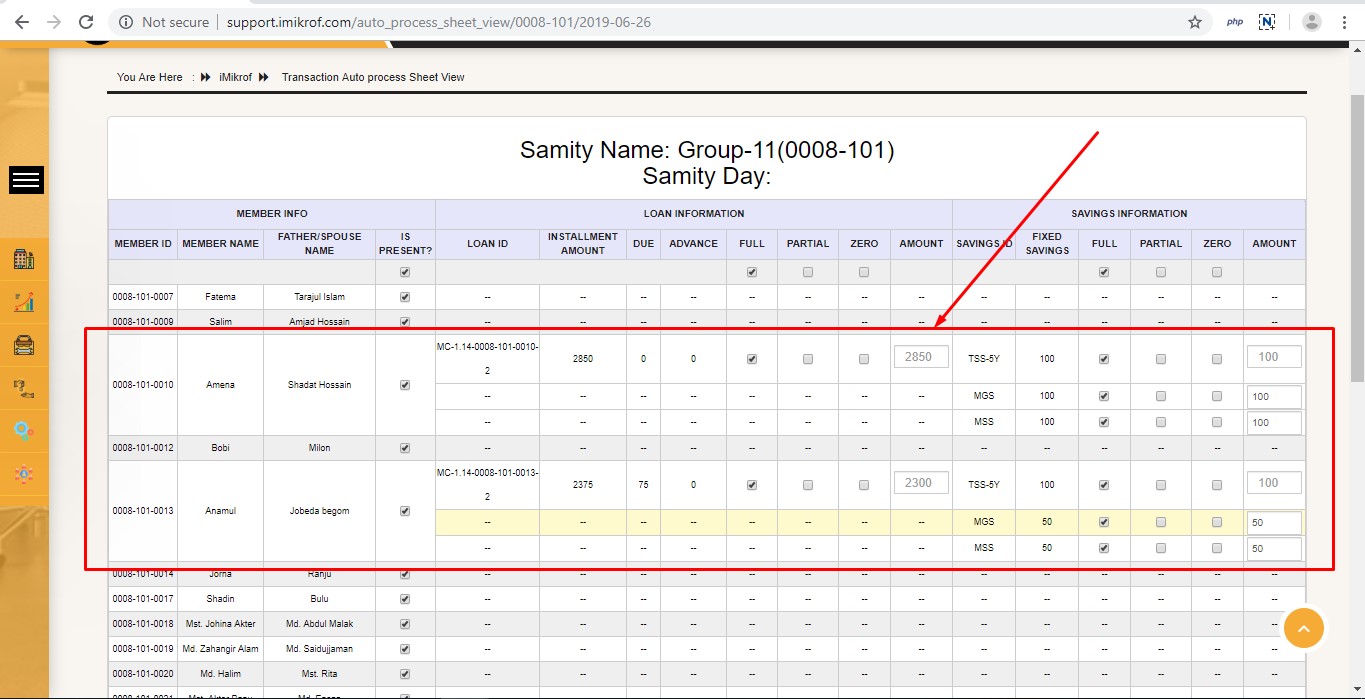 Not secure | support.imikrof.com/auto_process_sheet_view/0008-101/2019-06-26 php N
You Are Here : iMikrof Transaction Auto process Sheet View
Samity Name: Group-11(0008-101)
Samity Day:
MEMBER INFO LOAN INFORMATION SAVINGS INFORMATION
MEMBER ID MEMBER NAME FATHER/SPOUSE NAME IS PRESENT? LOAN ID INSTALLMENT AMOUNT DUE ADVANCE FULL PARTIAL ZERO AMOUNT SAVINGS ID FIXED SAVINGS FULL PARTIAL ZERO AMOUNT
0008-101-0007 Fatema Tarajul Islam -- -- -- -- -- -- -- -- -- -- -- -- -- --
0008-101-0009 Salim Amjad Hossain -- -- -- -- -- -- -- -- -- -- -- -- -- --
0008-101-0010 Amena Shadat Hossain MC-1.14-0008-101-0010-2 2850 0 0 2850 TSS-5Y 100 100
-- -- -- -- -- -- -- -- MGS 100 100
-- -- -- -- -- -- -- -- MSS 100 100
0008-101-0012 Bobi Milon -- -- -- -- -- -- -- -- -- -- -- -- -- --
0008-101-0013 Anamul Jobeda begom MC-1.14-0008-101-0013-2 2375 75 0 2300 TSS-5Y 100 100
-- -- -- -- -- -- -- -- MGS 50 50
-- -- -- -- -- -- -- -- MSS 50 50
0008-101-0014 Jorna Ranju -- -- -- -- -- -- -- -- -- -- -- -- -- --
0008-101-0017 Shadin Bulu -- -- -- -- -- -- -- -- -- -- -- -- -- --
0008-101-0018 Mst. Johina Akter Md. Abdul Malak -- -- -- -- -- -- -- -- -- -- -- -- -- --
0008-101-0019 Md. Zahangir Alam Md. Saidujjaman -- -- -- -- -- -- -- -- -- -- -- -- -- --
0008-101-0020 Md. Halim Mst. Rita -- -- -- -- -- -- -- -- -- -- -- -- -- --